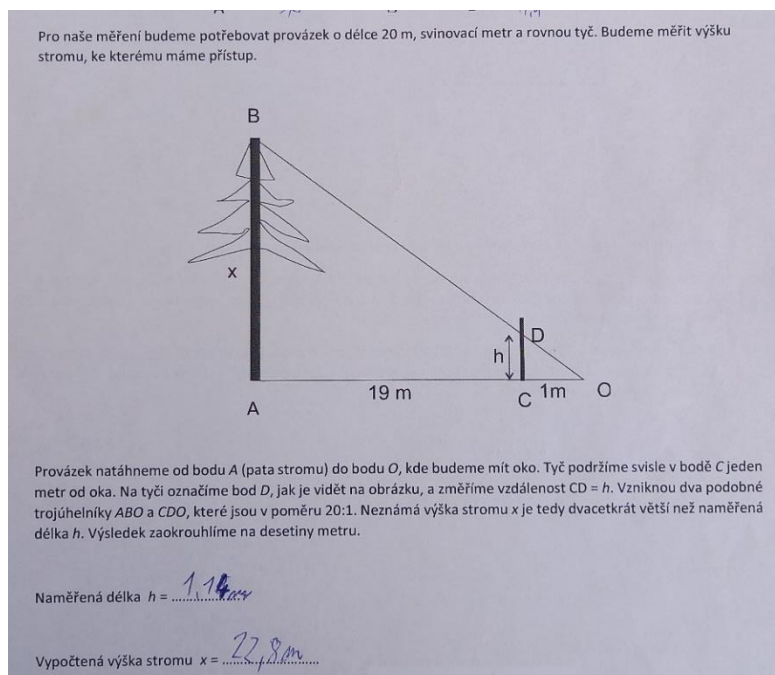 Pro naše měření budeme potřebovat provázek o délce 20 m, svinovací metr a rovnou tyč. Budeme měřit výšku
stromu, ke kterému máme přístup.
B
x
D
h
19 m
1m
O
C
A
Provázek natáhneme od bodu A (pata stromu) do bodu O, kde budeme mít oko. Tyč podržíme svisle v bodě C jeden
metr od oka. Na tyči označíme bod D, jak je vidět na obrázku, a změříme vzdálenost CD = h. Vzniknou dva podobné
trojúhelníky ABO a CDO, které jsou v poměru 20:1. Neznámá výška stromu x je tedy dvacetkrát větší než naměřená
délka h. Výsledek zaokrouhlíme na desetiny metru.
Naměřená délka h = 1,14
Vypočtená výška stromu x = 22,8 m